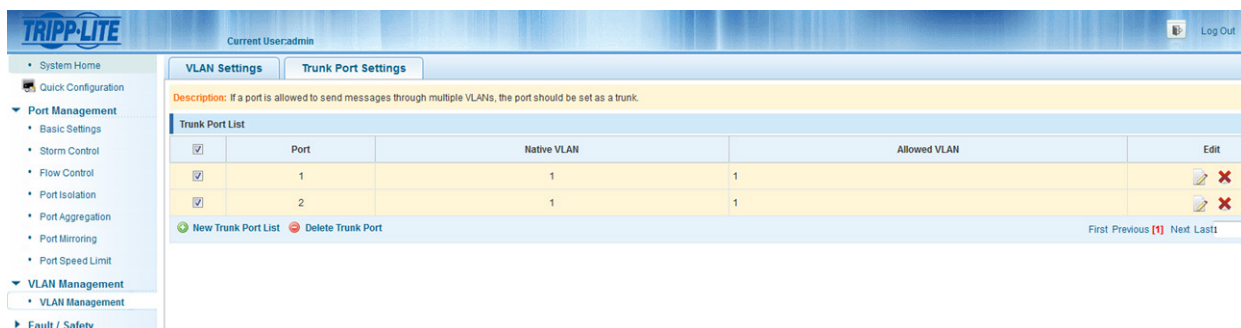 TRIPP·LITE
Current User:admin
Log Out
System Home
Quick Configuration
Port Management
Basic Settings
Storm Control
Flow Control
Port Isolation
Port Aggregation
Port Mirroring
Port Speed Limit
VLAN Management
VLAN Management
Fault / Safety
VLAN Settings Trunk Port Settings
Description: If a port is allowed to send messages through multiple VLANs, the port should be set as a trunk.
Trunk Port List
Port Native VLAN Allowed VLAN Edit
1 1 1
2 1 1
New Trunk Port List Delete Trunk Port First Previous [1] Next Last 1